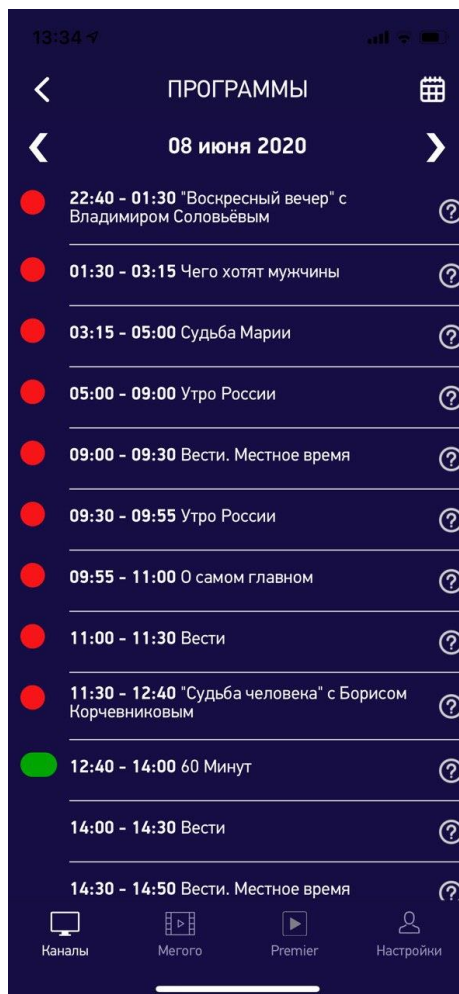 13:34
ПРОГРАММЫ
08 июня 2020
22:40 - 01:30 "Воскресный вечер" с
Владимиром Соловьёвым
01:30 - 03:15 Чего хотят мужчины
03:15 - 05:00 Судьба Марии
05:00 - 09:00 Утро России
09:00 - 09:30 Вести. Местное время
09:30 - 09:55 Утро России
09:55 - 11:00 О самом главном
11:00 - 11:30 Вести
11:30 - 12:40 "Судьба человека" с Борисом
Корчевниковым
12:40 - 14:00 60 Минут
14:00 - 14:30 Вести
14:30 - 14:50 Вести. Местное время
Каналы Мегого Premier Настройки